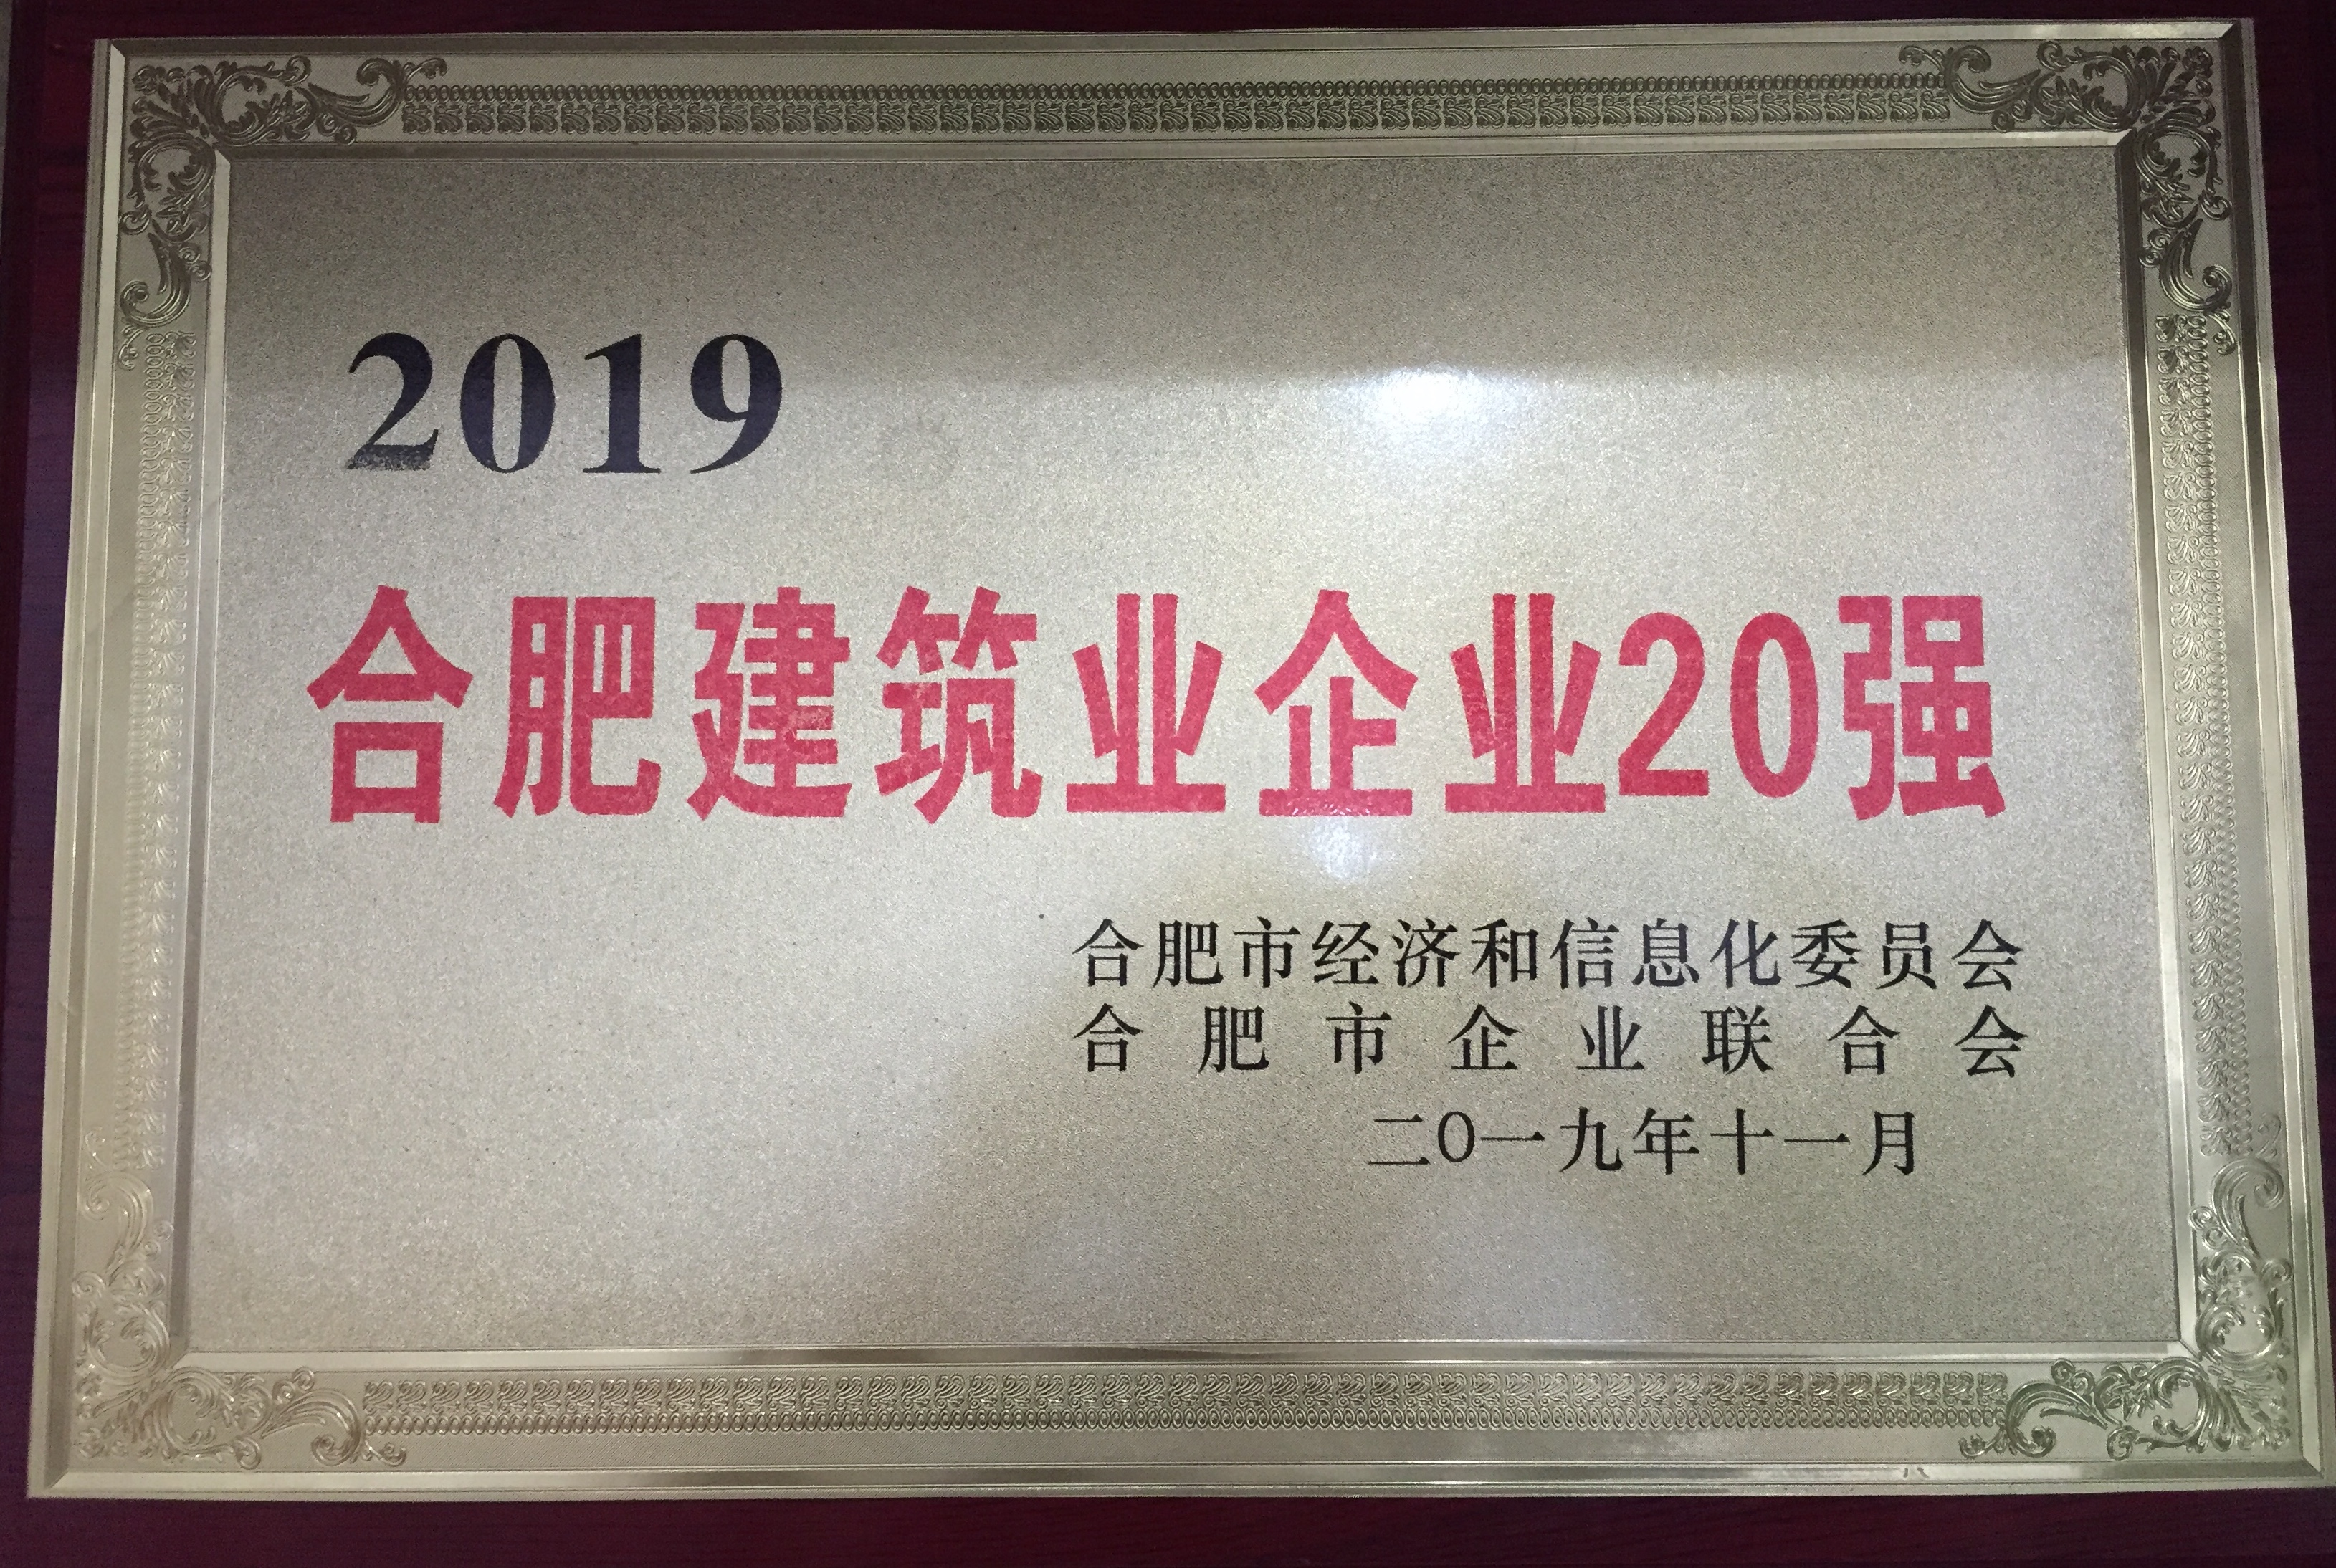 2019
合肥建筑业企业20强
合肥市经济和信息化委员会
合肥市企业联合会
二0一九年十一月